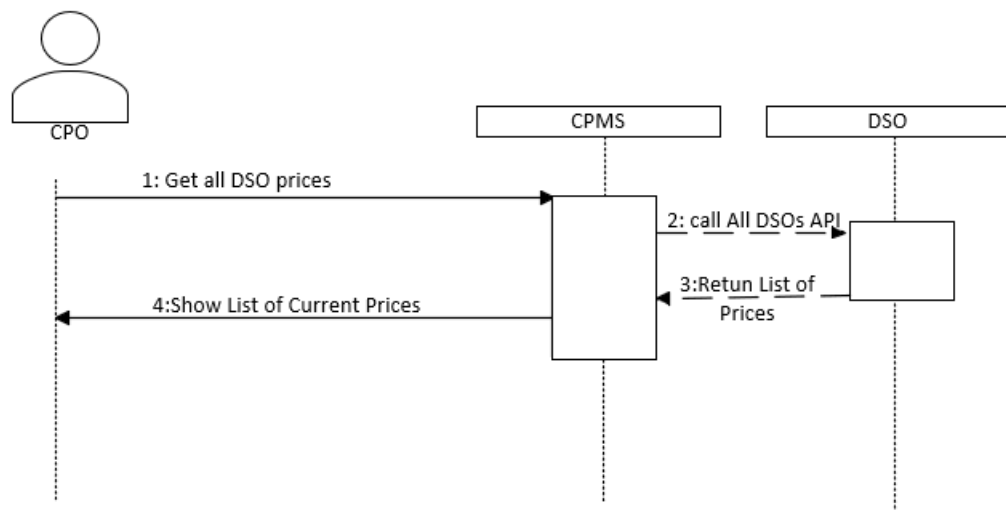 CPO
CPMS
DSO
1: Get all DSO prices
2: call All DSOs API
3:Retun List of
Prices
4:Show List of Current Prices